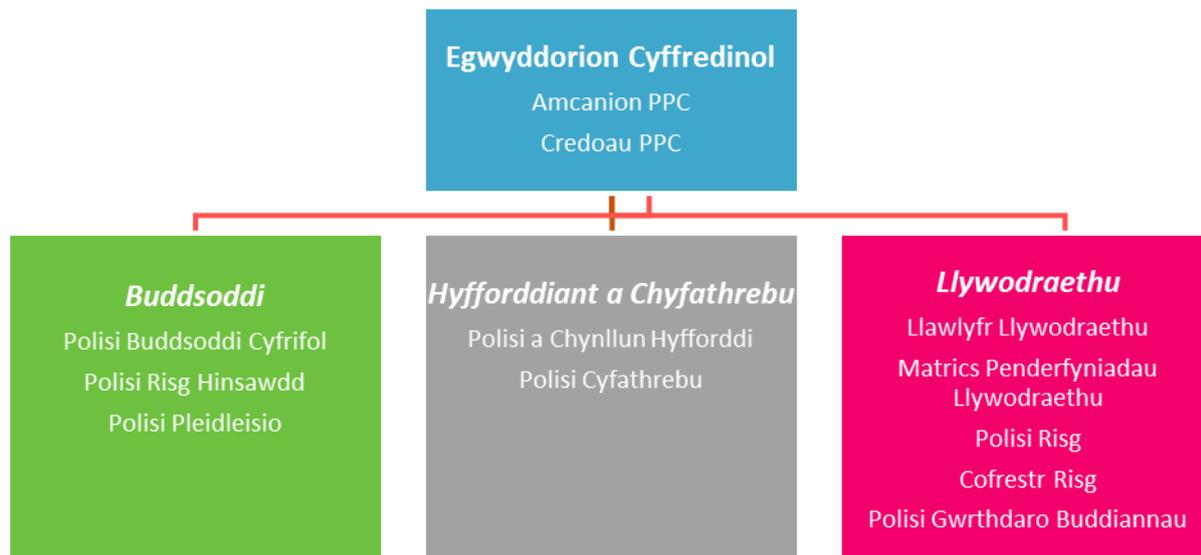 Egwyddorion Cyffredinol
Amcanion PPC
Credoau PPC
Buddsoddi
Polisi Buddsoddi Cyfrifol
Polisi Risg Hinsawdd
Polisi Pleidleisio
Hyfforddiant a Chyfathrebu
Polisi a Chynllun Hyfforddi
Polisi Cyfathrebu
Llywodraethu
Llawlyfr Llywodraethu
Matrics Penderfyniadau
Llywodraethu
Polisi Risg
Cofrestr Risg
Polisi Gwrthdaro Buddiannau